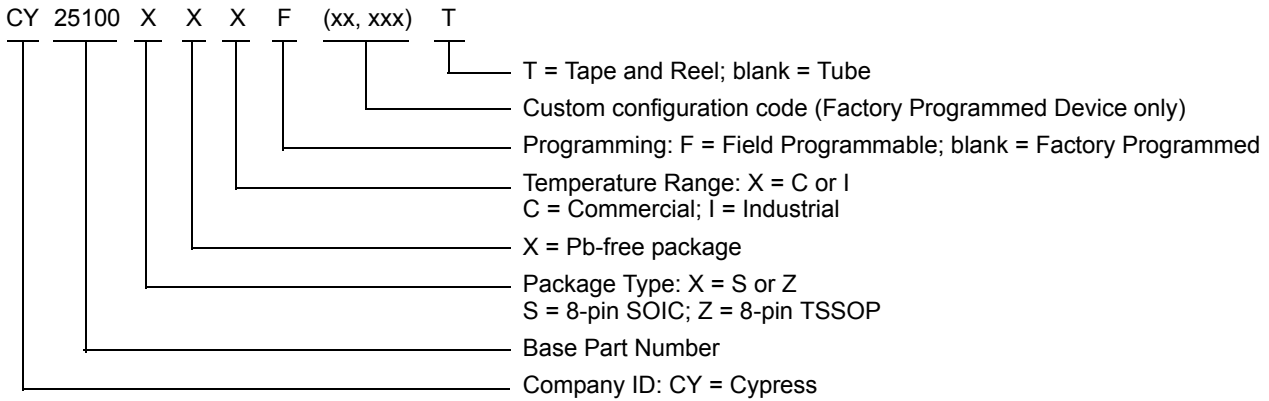 CY 25100 X X X F (xx, xxx) T
T = Tape and Reel; blank = Tube
Custom configuration code (Factory Programmed Device only)
Programming: F = Field Programmable; blank = Factory Programmed
Temperature Range: X = C or I
C = Commercial; I = Industrial
X = Pb-free package
Package Type: X = S or Z
S = 8-pin SOIC; Z = 8-pin TSSOP
Base Part Number
Company ID: CY = Cypress